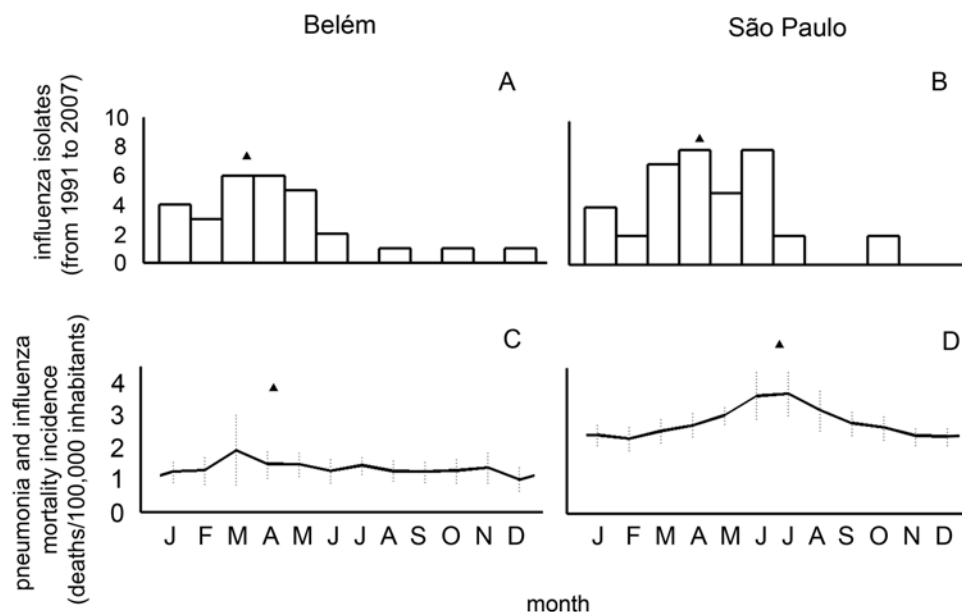 Belém
São Paulo
A
B
influenza isolates
(from 1991 to 2007)
10
8
6
4
2
0
C
D
pneumonia and influenza
mortality incidence
(deaths/100,000 inhabitants)
4
3
2
1
0
J F M A M J J A S O N D
J F M A M J J A S O N D
month